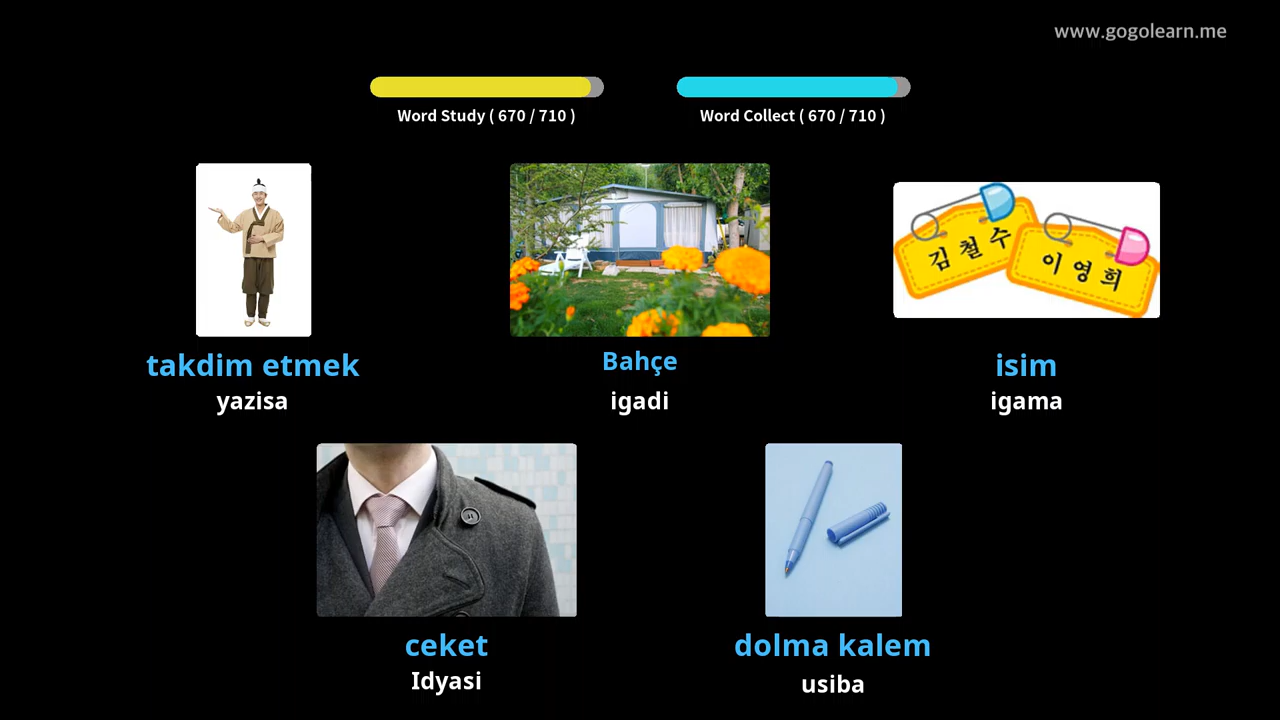 www.gogolearn.me
Word Study ( 670 / 710 )
Word Collect ( 670 / 710 )
김철수
이영희
takdim etmek
yazisa
Bahçe
igadi
isim
igama
ceket
Idyasi
dolma kalem
usiba